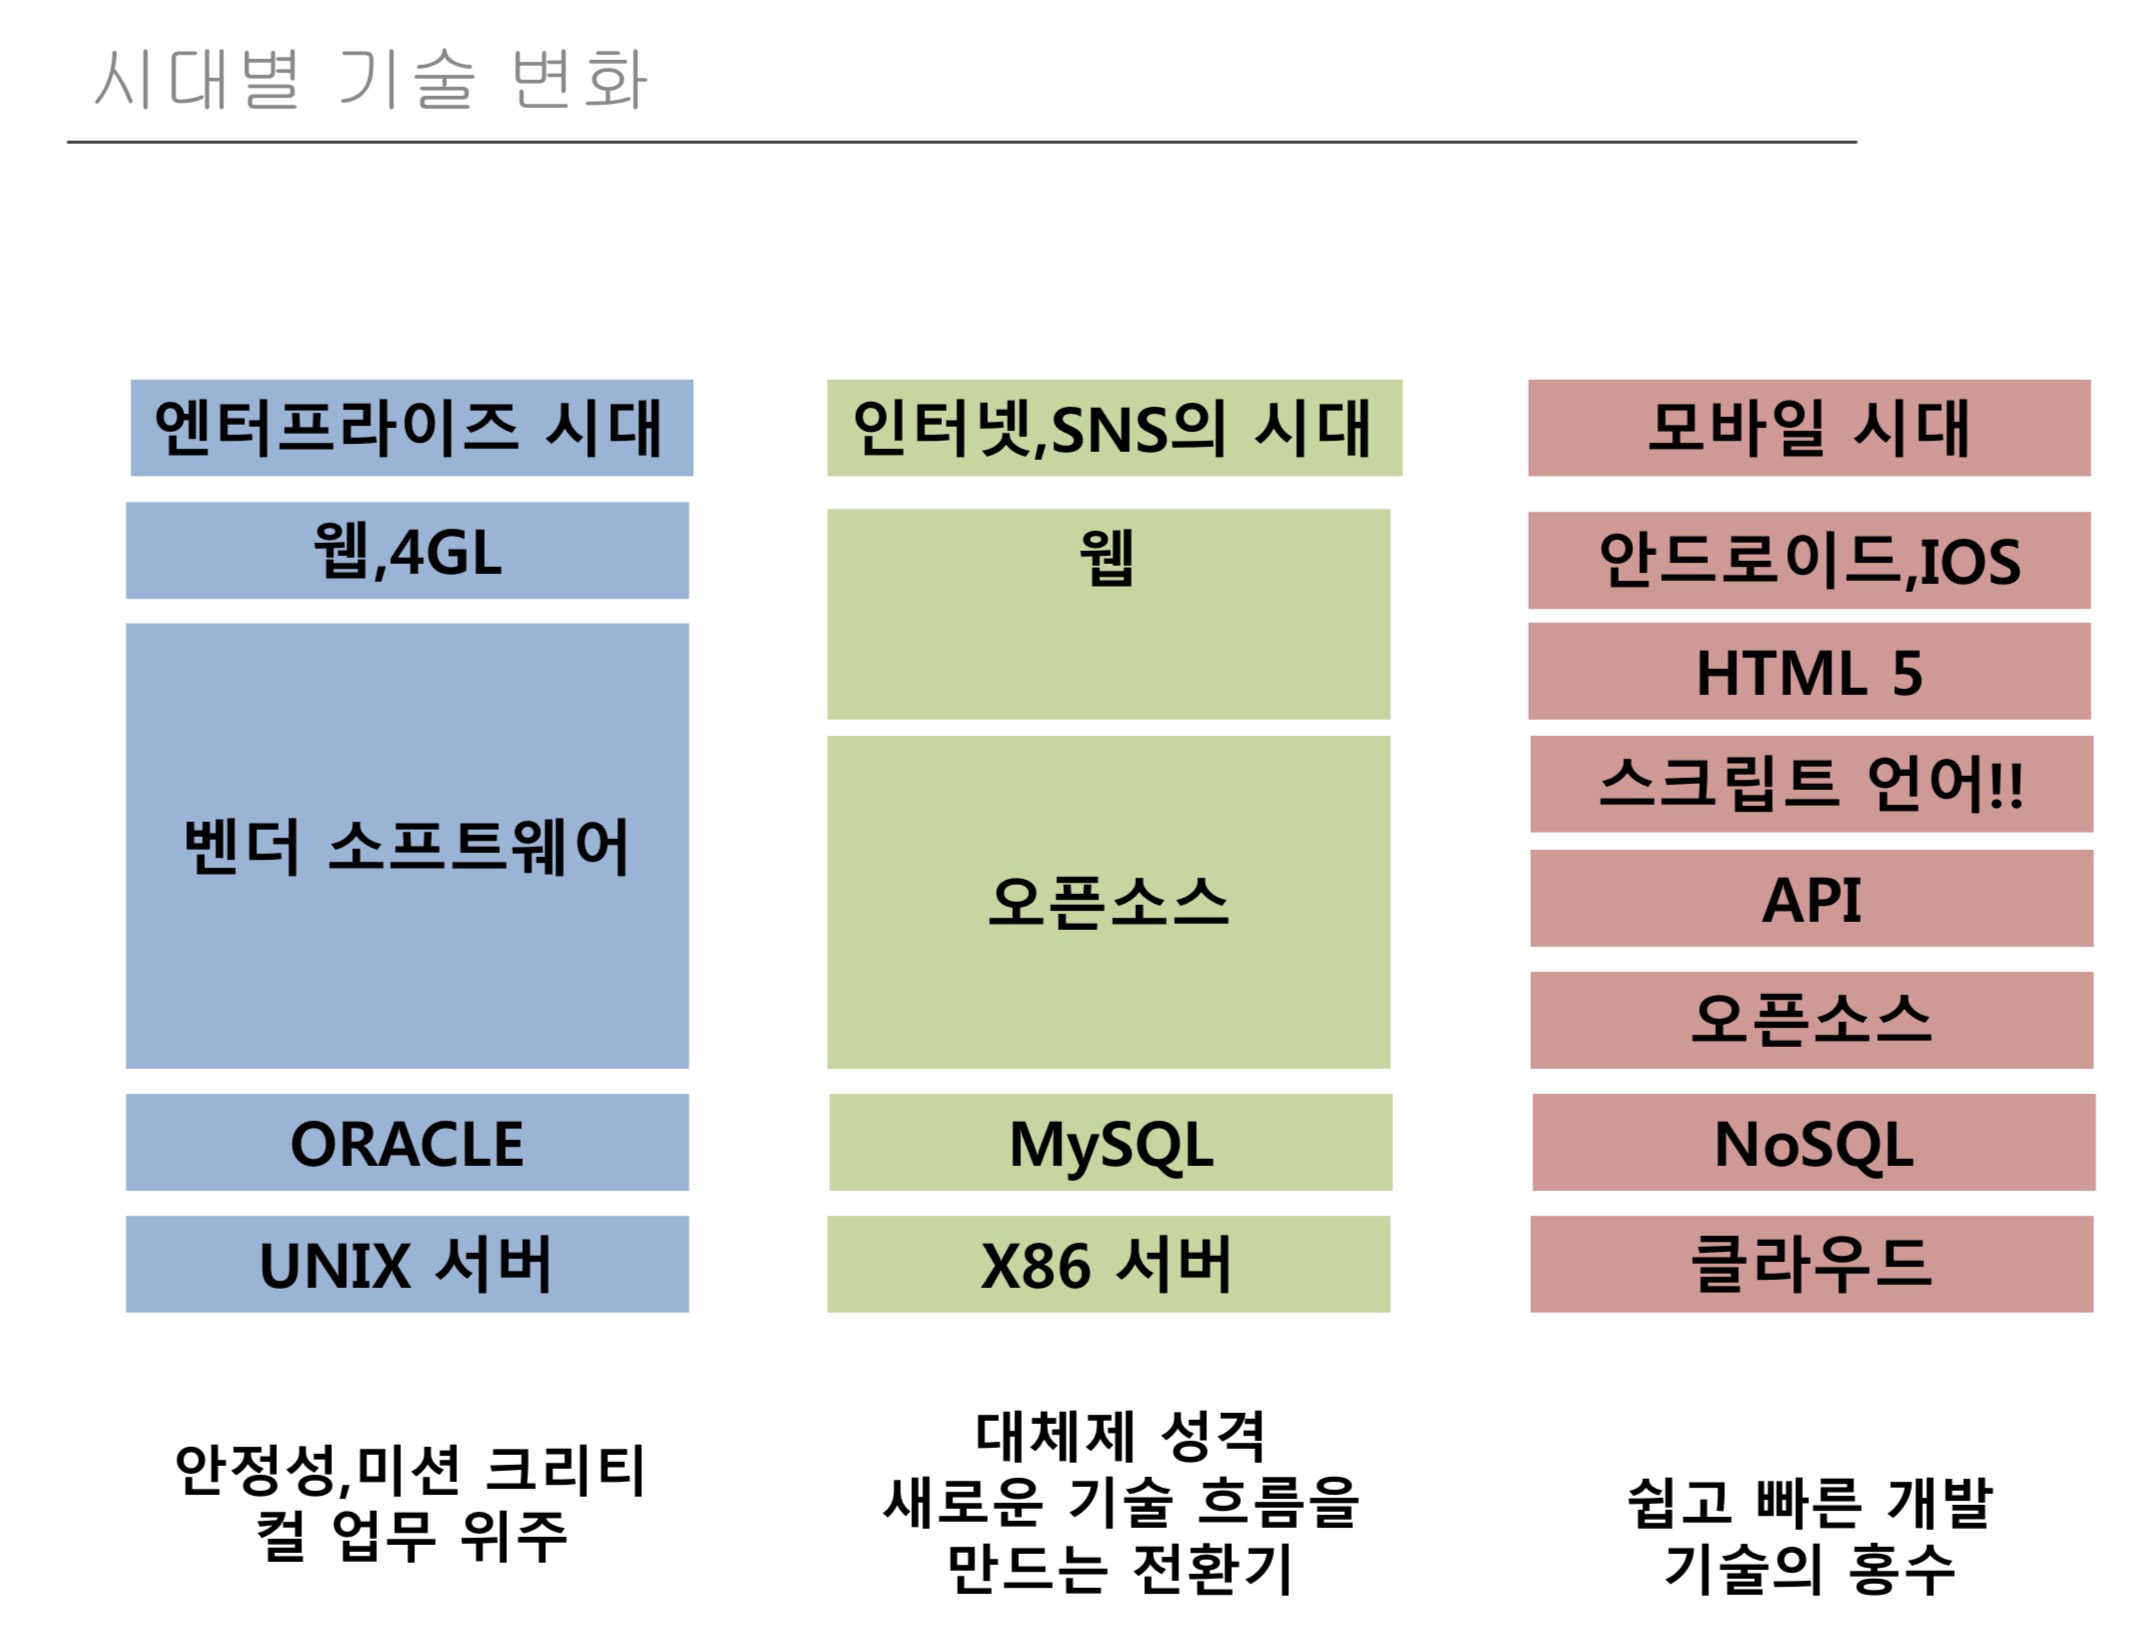 시대별 기술 변화
엔터프라이즈 시대
웹,4GL
벤더 소프트웨어
ORACLE
UNIX 서버
안정성,미션 크리티
컬 업무 위주
인터넷,SNS의 시대
웹
오픈소스
MySQL
X86 서버
대체제 성격
새로운 기술 흐름을
만드는 전환기
모바일 시대
안드로이드,IOS
HTML 5
스크립트 언어!!
API
오픈소스
NoSQL
클라우드
쉽고 빠른 개발
기술의 홍수